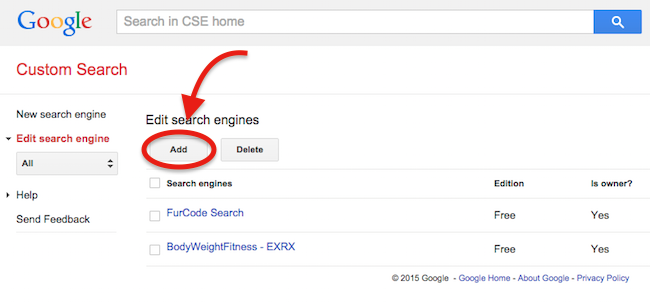 Google
Search in CSE home
Custom Search
New search engine
Edit search engine
All
Help
Send Feedback
Edit search engines
Add Delete
Search engines Edition Is owner?
FurCode Search Free Yes
BodyWeightFitness - EXRX Free Yes
© 2015 Google - Google Home - About Google - Privacy Policy